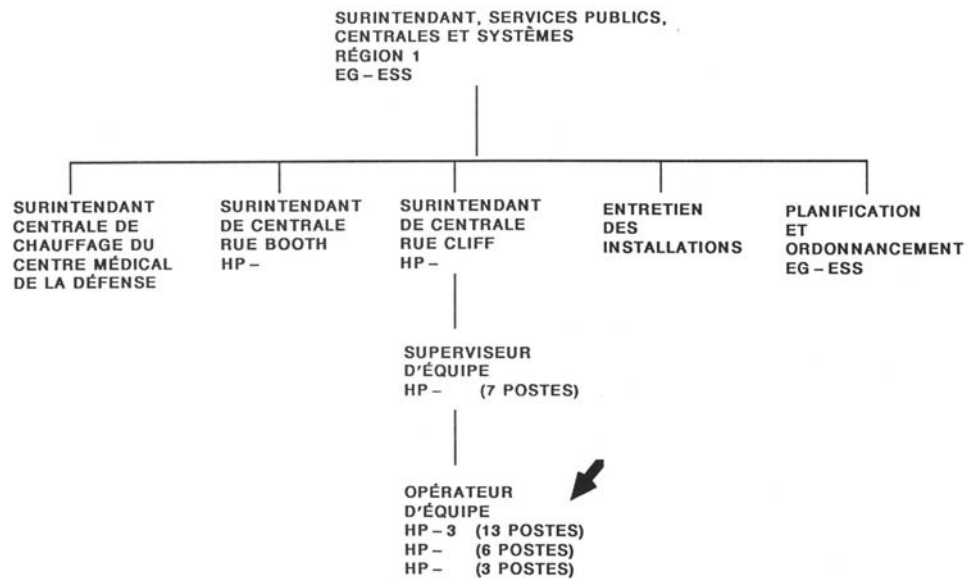 SURINTENDANT, SERVICES PUBLICS,
CENTRALES ET SYSTÈMES
RÉGION 1
EG – ESS
SURINTENDANT
CENTRALE DE
CHAUFFAGE DU
CENTRE MÉDICAL
DE LA DÉFENSE
SURINTENDANT
DE CENTRALE
RUE BOOTH
HP –
SURINTENDANT
DE CENTRALE
RUE CLIFF
HP –
ENTRETIEN
DES
INSTALLATIONS
PLANIFICATION
ET
ORDONNANCEMENT
EG – ESS
SUPERVISEUR
D'ÉQUIPE
HP – (7 POSTES)
OPÉRATEUR
D'ÉQUIPE
HP – 3 (13 POSTES)
HP – (6 POSTES)
HP – (3 POSTES)